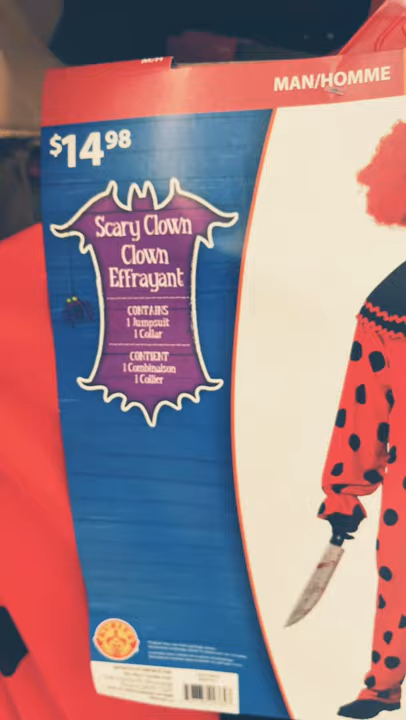 MAN/HOMME
$14.98
Scary Clown
Clown
Effrayant
CONTAINS
1 Jumpsuit
1 Collar
CONTIENT
1 Combinaison
1 Collier